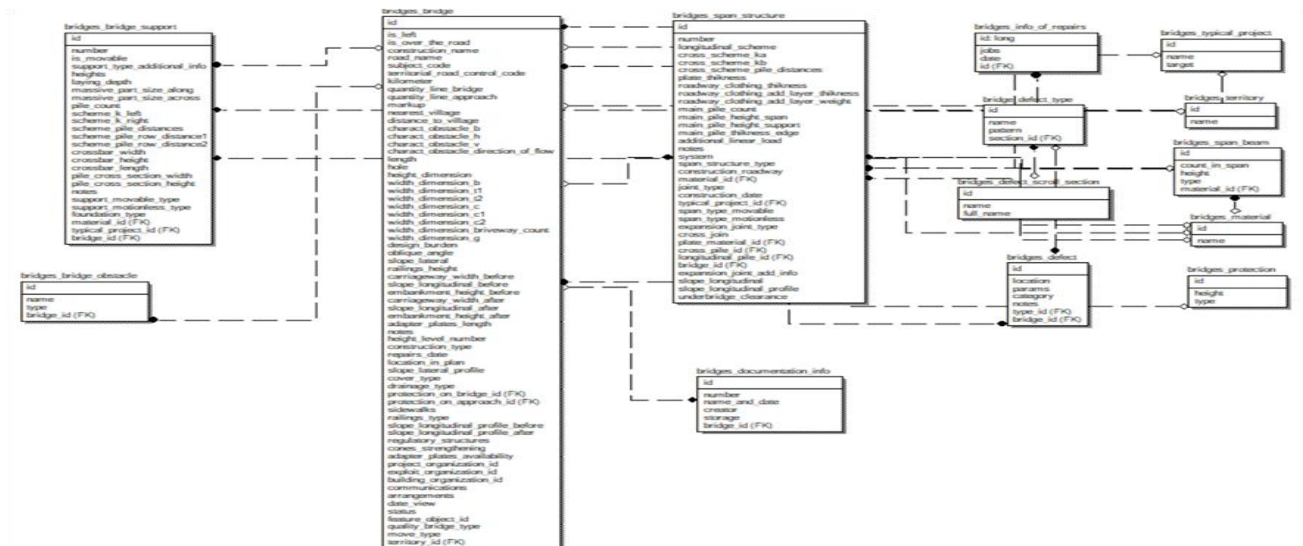 bridges_bridge_support
id
number
is_movable
support_type_additional_info
heights
laying_depth
massive_part_size_along
massive_part_size_across
pile_count
scheme_k_left
scheme_k_right
scheme_pile_distances
scheme_pile_row_distance1
scheme_pile_row_distance2
crossbar_width
crossbar_height
crossbar_length
pile_cross_section_width
pile_cross_section_height
notes
support_movable_type
support_motionless_type
foundation_type
material_id (FK)
typical_project_id (FK)
bridge_id (FK)
bridges_bridge_obstacle
id
name
type
bridge_id (FK)
bridges_bridge
id
is_left
is_over_the_road
construction_name
road_name
subject_code
territorial_road_control_code
kilometer
quantity_line_bridge
quantity_line_approach
markup
nearest_villiage
distance_to_villiage
charact_obstacle_b
charact_obstacle_h
charact_obstacle_v
charact_obstacle_direction_of_flow
length
hole
height_dimension
width_dimension_b
width_dimension_t1
width_dimension_t2
width_dimension_c
width_dimension_c1
width_dimension_c2
width_dimension_briveway_count
width_dimension_g
design_burden
oblique_angle
slope_lateral
railings_height
carriageway_width_before
slope_longitudinal_before
embankment_height_before
carriageway_width_after
slope_longitudinal_after
embankment_height_after
adapter_plates_length
notes
height_level_number
construction_type
repairs_date
location_in_plan
slope_lateral_profile
cover_type
drainage_type
protection_on_bridge_id (FK)
protection_on_approach_id (FK)
sidewalks
railings_type
slope_longitudinal_profile_before
slope_longitudinal_profile_after
regulatory_structures
cones_strengthening
adapter_plates_availability
project_organization_id
exploit_organization_id
building_organization_id
communications
arrangements
date_view
status
feature_object_id
quality_bridge_type
move_type
territory_id (FK)
bridges_span_structure
id
number
longitudinal_scheme
cross_scheme_ka
cross_scheme_kb
cross_scheme_pile_distances
plate_thikness
roadway_clothing_thikness
roadway_clothing_add_layer_thikness
roadway_clothing_add_layer_weight
main_pile_count
main_pile_height_span
main_pile_height_support
main_pile_thikness_edge
additional_linear_load
notes
system
span_structure_type
construction_roadway
material_id (FK)
joint_type
construction_date
typical_project_id (FK)
span_type_movable
span_type_motionless
expansion_joint_type
cross_join
plate_material_id (FK)
cross_pile_id (FK)
longitudinal_pile_id (FK)
bridge_id (FK)
expansion_joint_add_info
slope_longitudinal
slope_longitudinal_profile
underbridge_clearance
bridges_documentation_info
id
number
name_and_date
creator
storage
bridge_id (FK)
bridges_info_of_repairs
id: long
jobs
date
id (FK)
bridges_defect_type
id
name
pattern
section_id (FK)
bridges_defect_scroll_section
id
name
full_name
bridges_defect
id
location
params
category
notes
type_id (FK)
bridge_id (FK)
bridges_typical_project
id
name
target
bridges_territory
id
name
bridges_span_beam
id
count_in_span
height
type
material_id (FK)
bridges_material
id
name
bridges_protection
id
height
type